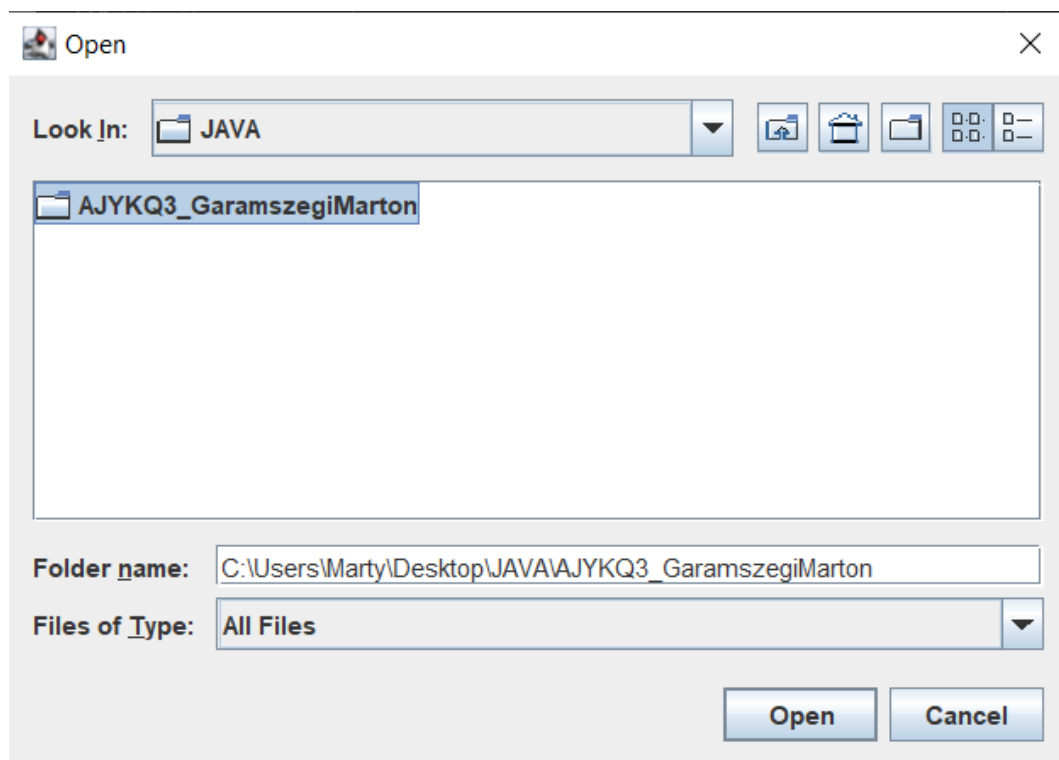 Open
Look In: JAVA
AJYKQ3_GaramszegiMarton
Folder name: C:\Users\Marty\Desktop\JAVA\AJYKQ3_GaramszegiMarton
Files of Type: All Files
Open Cancel